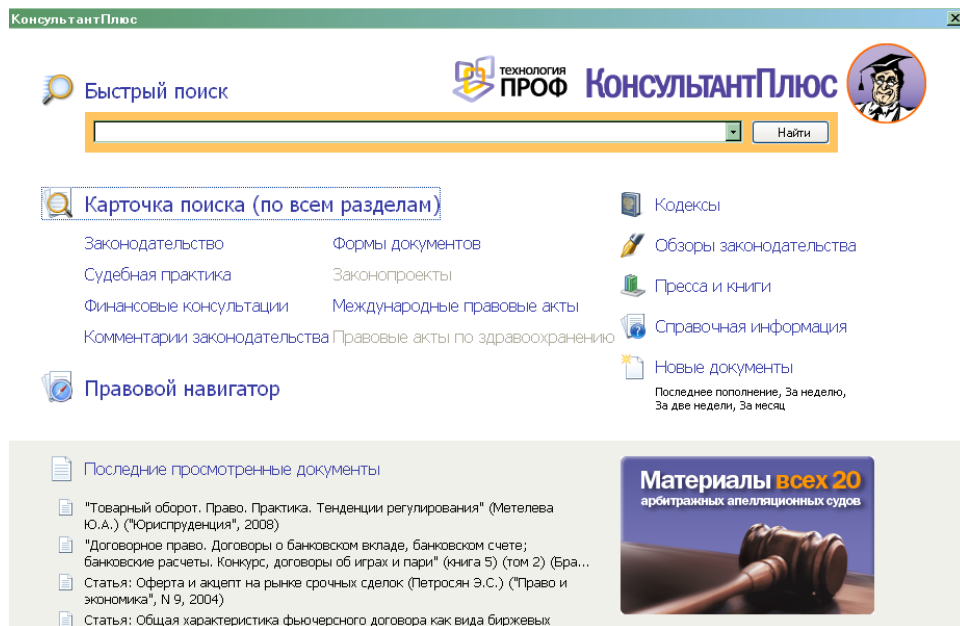 КонсультантПлюс
Быстрый поиск
технология
ПРОФ
КонсультантПлюс
Найти
Карточка поиска (по всем разделам)
Законодательство
Формы документов
Судебная практика
Законопроекты
Финансовые консультации
Международные правовые акты
Комментарии законодательства
Правовые акты по здравоохранению
Правовой навигатор
Кодексы
Обзоры законодательства
Пресса и книги
Справочная информация
Новые документы
Последнее пополнение, За неделю,
За две недели, За месяц
Последние просмотренные документы
"Товарный оборот. Право. Практика. Тенденции регулирования" (Метелева
Ю.А.) ("Юриспруденция", 2008)
"Договорное право. Договоры о банковском вкладе, банковском счете;
банковские расчеты. Конкурс, договоры об играх и пари" (книга 5) (том 2) (Бра...
Статья: Оферта и акцепт на рынке срочных сделок (Петросян Э.С.) ("Право и
экономика", N 9, 2004)
Статья: Общая характеристика фьючерсного договора как вида биржевых
Материалы всех 20
арбитражных апелляционных судов